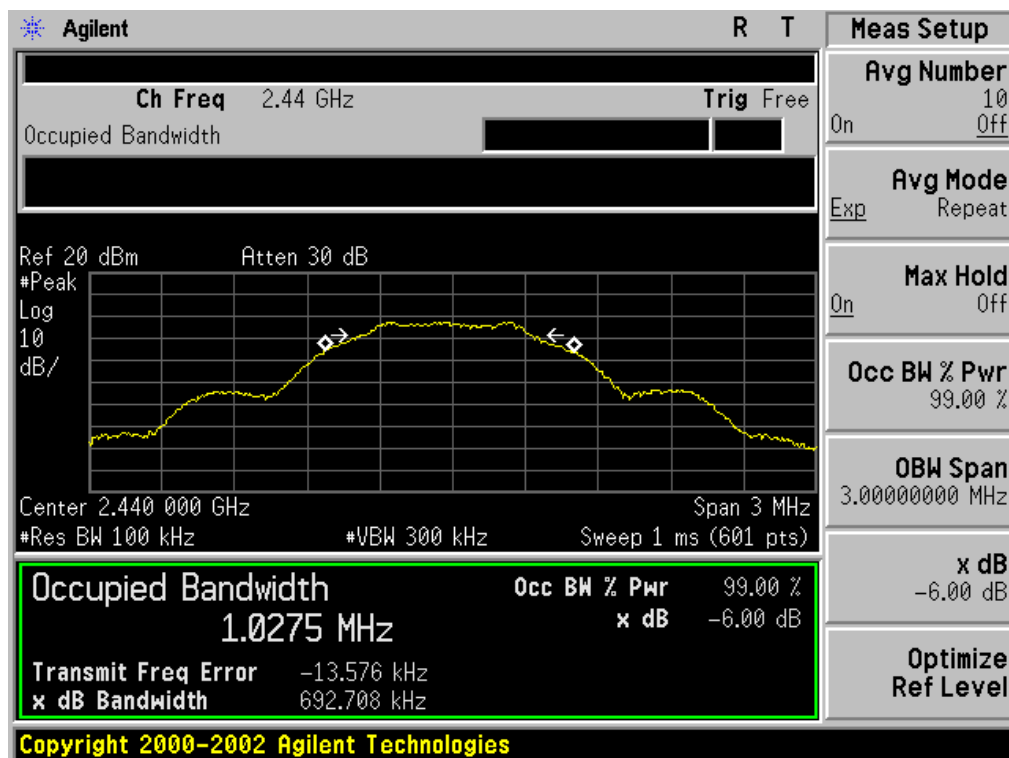 Agilent R T
Ch Freq 2.44 GHz Trig Free
Occupied Bandwidth
Ref 20 dBm Atten 30 dB
#Peak
Log
10
dB/
Center 2.440 000 GHz Span 3 MHz
#Res BW 100 kHz #VBW 300 kHz Sweep 1 ms (601 pts)
Occupied Bandwidth Occ BW % Pwr 99.00 %
1.0275 MHz x dB -6.00 dB
Transmit Freq Error -13.576 kHz
x dB Bandwidth 692.708 kHz
Copyright 2000-2002 Agilent Technologies
Meas Setup
Avg Number
10
On Off
Avg Mode
Exp Repeat
Max Hold
On Off
Occ BW % Pwr
99.00 %
OBW Span
3.00000000 MHz
x dB
-6.00 dB
Optimize
Ref Level